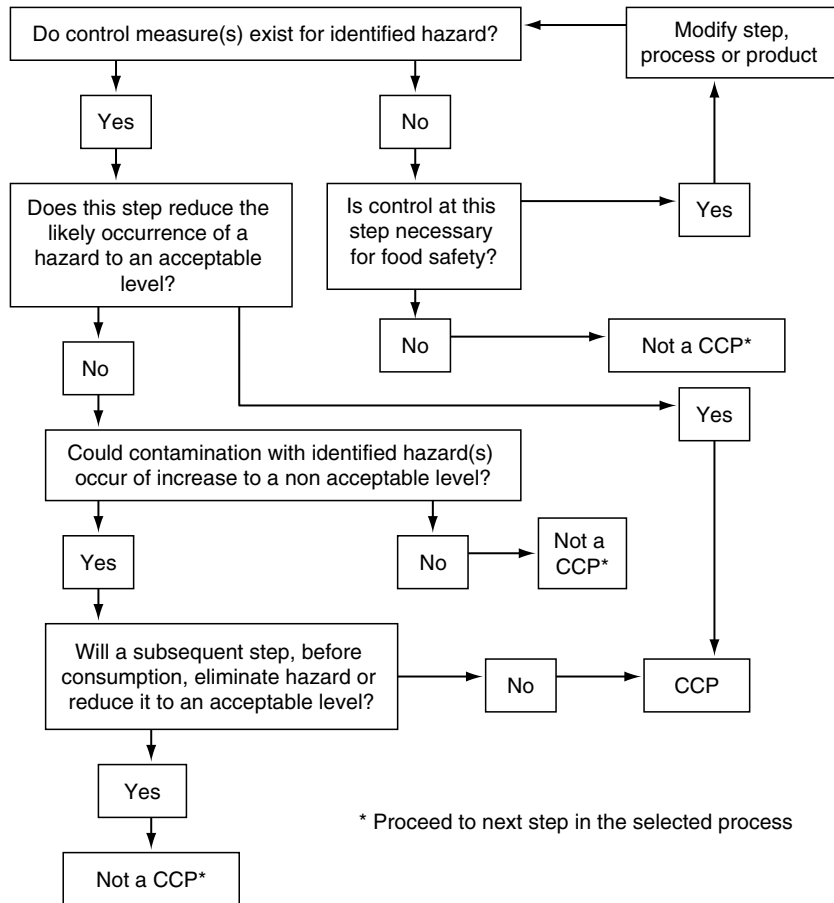 Do control measure(s) exist for identified hazard?
Modify step,
process or product
Yes
No
Does this step reduce the
likely occurrence of a
hazard to an acceptable
level?
Is control at this
step necessary
for food safety?
Yes
No
Not a CCP*
No
Yes
Could contamination with identified hazard(s)
occur of increase to a non acceptable level?
Yes
No
Not a
CCP*
Will a subsequent step, before
consumption, eliminate hazard or
reduce it to an acceptable level?
No
CCP
Yes
* Proceed to next step in the selected process
Not a CCP*